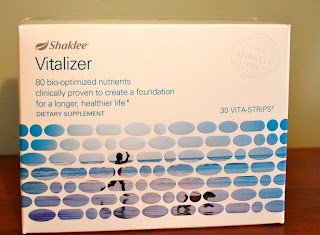 Shaklee
SHAKLEE
Vitalizer
80 bio-optimized nutrients
clinically proven to create a foundation
for a longer, healthier life*
DIETARY SUPPLEMENT
30 VITA-STRIPS®